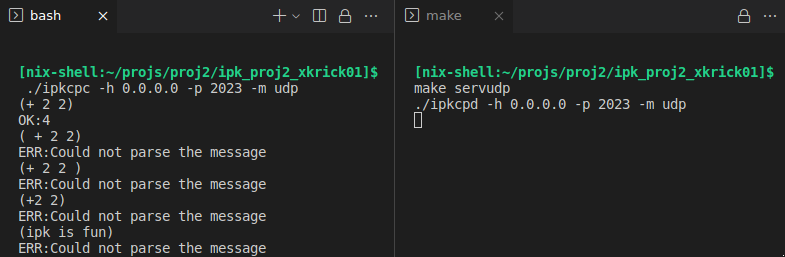 bash
make
[nix-shell:~/projs/proj2/ipk_proj2_xkrick01]$
./ipkcpc -h 0.0.0.0 -p 2023 -m udp
(+ 2 2)
OK:4
( + 2 2)
ERR:Could not parse the message
(+ 2 2 )
ERR:Could not parse the message
(+2 2)
ERR:Could not parse the message
(ipk is fun)
ERR:Could not parse the message
[nix-shell:~/projs/proj2/ipk_proj2_xkrick01]$
make servudp
./ipkcpd -h 0.0.0.0 -p 2023 -m udp